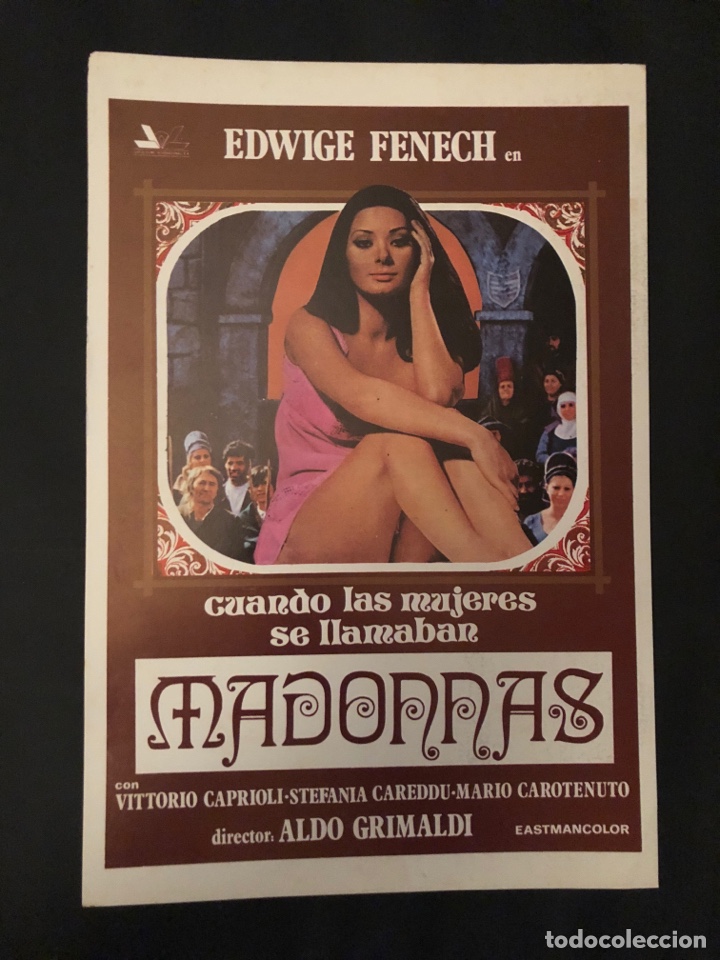 EDWIGE FENECH en
cuando las mujeres
se llamaban
MADONNAS
con
VITTORIO CAPRIOLI-STEFANIA CAREDDU-MARIO CAROTENUTO
director: ALDO GRIMALDI
EASTMANCOLOR
todocoleccion